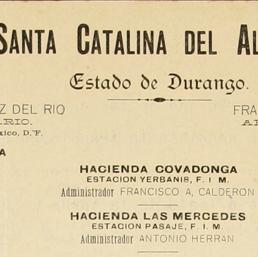 SANTA CATALINA DEL AL
Estado de Durango.
Z DEL RIO
FRA
RIO.
AD
xico, D. F.
A
HACIENDA COVADONGA
ESTACION YERBANIS, F. I. M.
Administrador FRANCISCO A, CALDERON
HACIENDA LAS MERCEDES
ESTACION PASAJE, F. I. M.
Administrador ANTONIO HERRAN